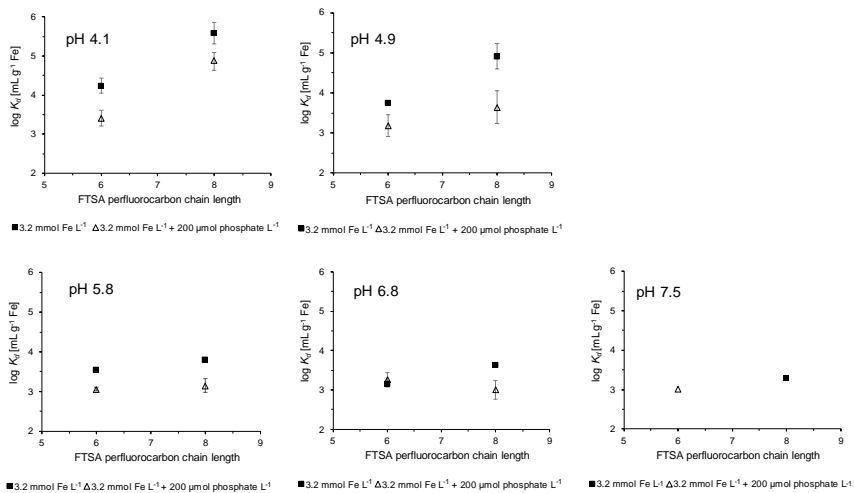 pH 4.1
log Kd [mL g⁻¹ Fe]
6
5
4
3
2
5 6 7 8 9
FTSA perfluorocarbon chain length
■3.2 mmol Fe L⁻¹ △3.2 mmol Fe L⁻¹ + 200 µmol phosphate L⁻¹
pH 4.9
log Kd [mL g⁻¹ Fe]
6
5
4
3
2
5 6 7 8 9
FTSA perfluorocarbon chain length
■3.2 mmol Fe L⁻¹ △3.2 mmol Fe L⁻¹ + 200 µmol phosphate L⁻¹
pH 5.8
log Kd [mL g⁻¹ Fe]
6
5
4
3
2
5 6 7 8 9
FTSA perfluorocarbon chain length
■3.2 mmol Fe L⁻¹ △3.2 mmol Fe L⁻¹ + 200 µmol phosphate L⁻¹
pH 6.8
log Kd [mL g⁻¹ Fe]
6
5
4
3
2
5 6 7 8 9
FTSA perfluorocarbon chain length
■3.2 mmol Fe L⁻¹ △3.2 mmol Fe L⁻¹ + 200 µmol phosphate L⁻¹
pH 7.5
log Kd [mL g⁻¹ Fe]
6
5
4
3
2
5 6 7 8 9
FTSA perfluorocarbon chain length
■3.2 mmol Fe L⁻¹ △3.2 mmol Fe L⁻¹ + 200 µmol phosphate L⁻¹